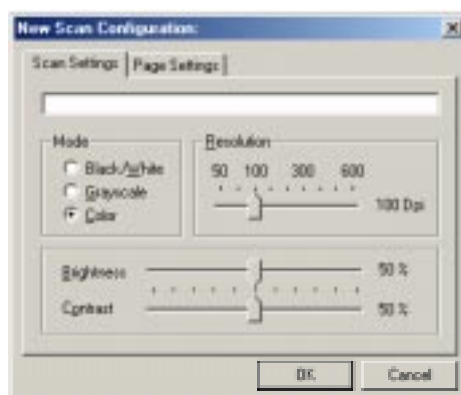 New Scan Configuration:
Scan Settings Page Settings
Mode
Black/White
Grayscale
Color
Resolution
50 100 300 600
100 Dpi
Brightness 50 %
Contrast 50 %
OK Cancel